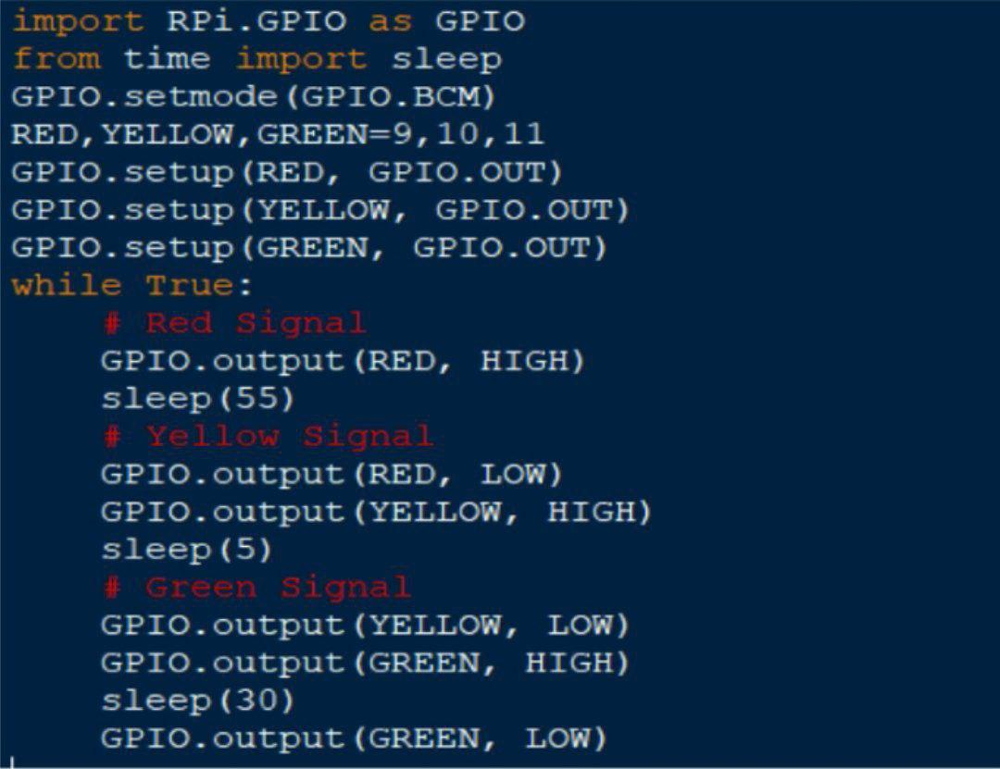 import RPi.GPIO as GPIO
from time import sleep
GPIO.setmode(GPIO.BCM)
RED,YELLOW,GREEN=9,10,11
GPIO.setup(RED, GPIO.OUT)
GPIO.setup(YELLOW, GPIO.OUT)
GPIO.setup(GREEN, GPIO.OUT)
while True:
    # Red Signal
    GPIO.output(RED, HIGH)
    sleep(55)
    # Yellow Signal
    GPIO.output(RED, LOW)
    GPIO.output(YELLOW, HIGH)
    sleep(5)
    # Green Signal
    GPIO.output(YELLOW, LOW)
    GPIO.output(GREEN, HIGH)
    sleep(30)
    GPIO.output(GREEN, LOW)